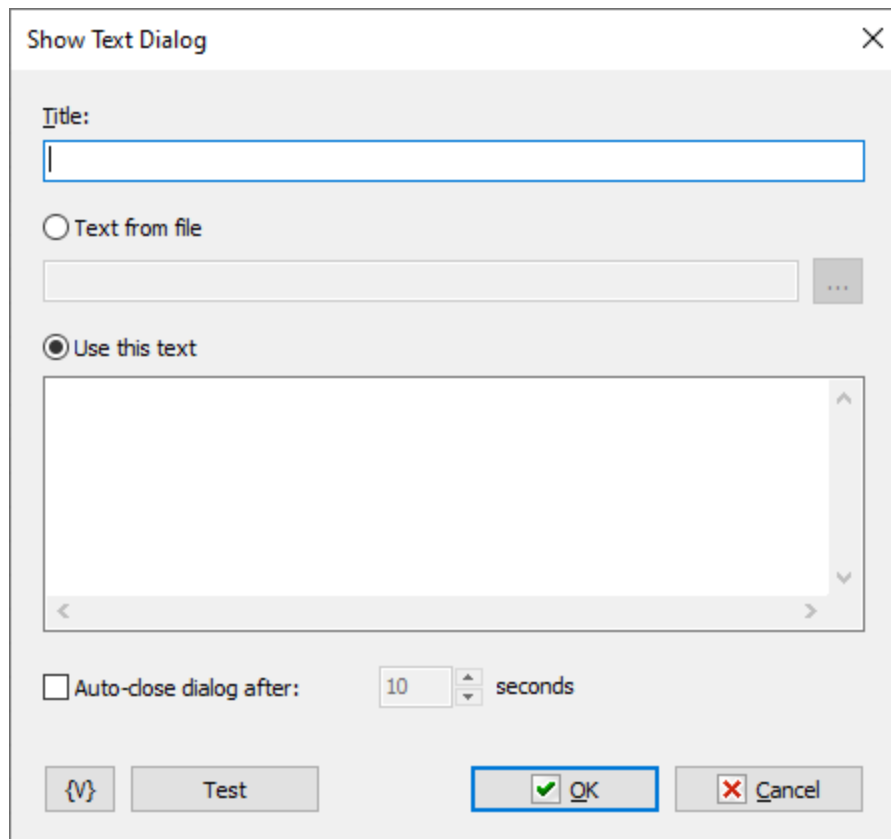 Show Text Dialog
Title:
Text from file
...
Use this text
Auto-close dialog after: 10 seconds
{V} Test OK Cancel